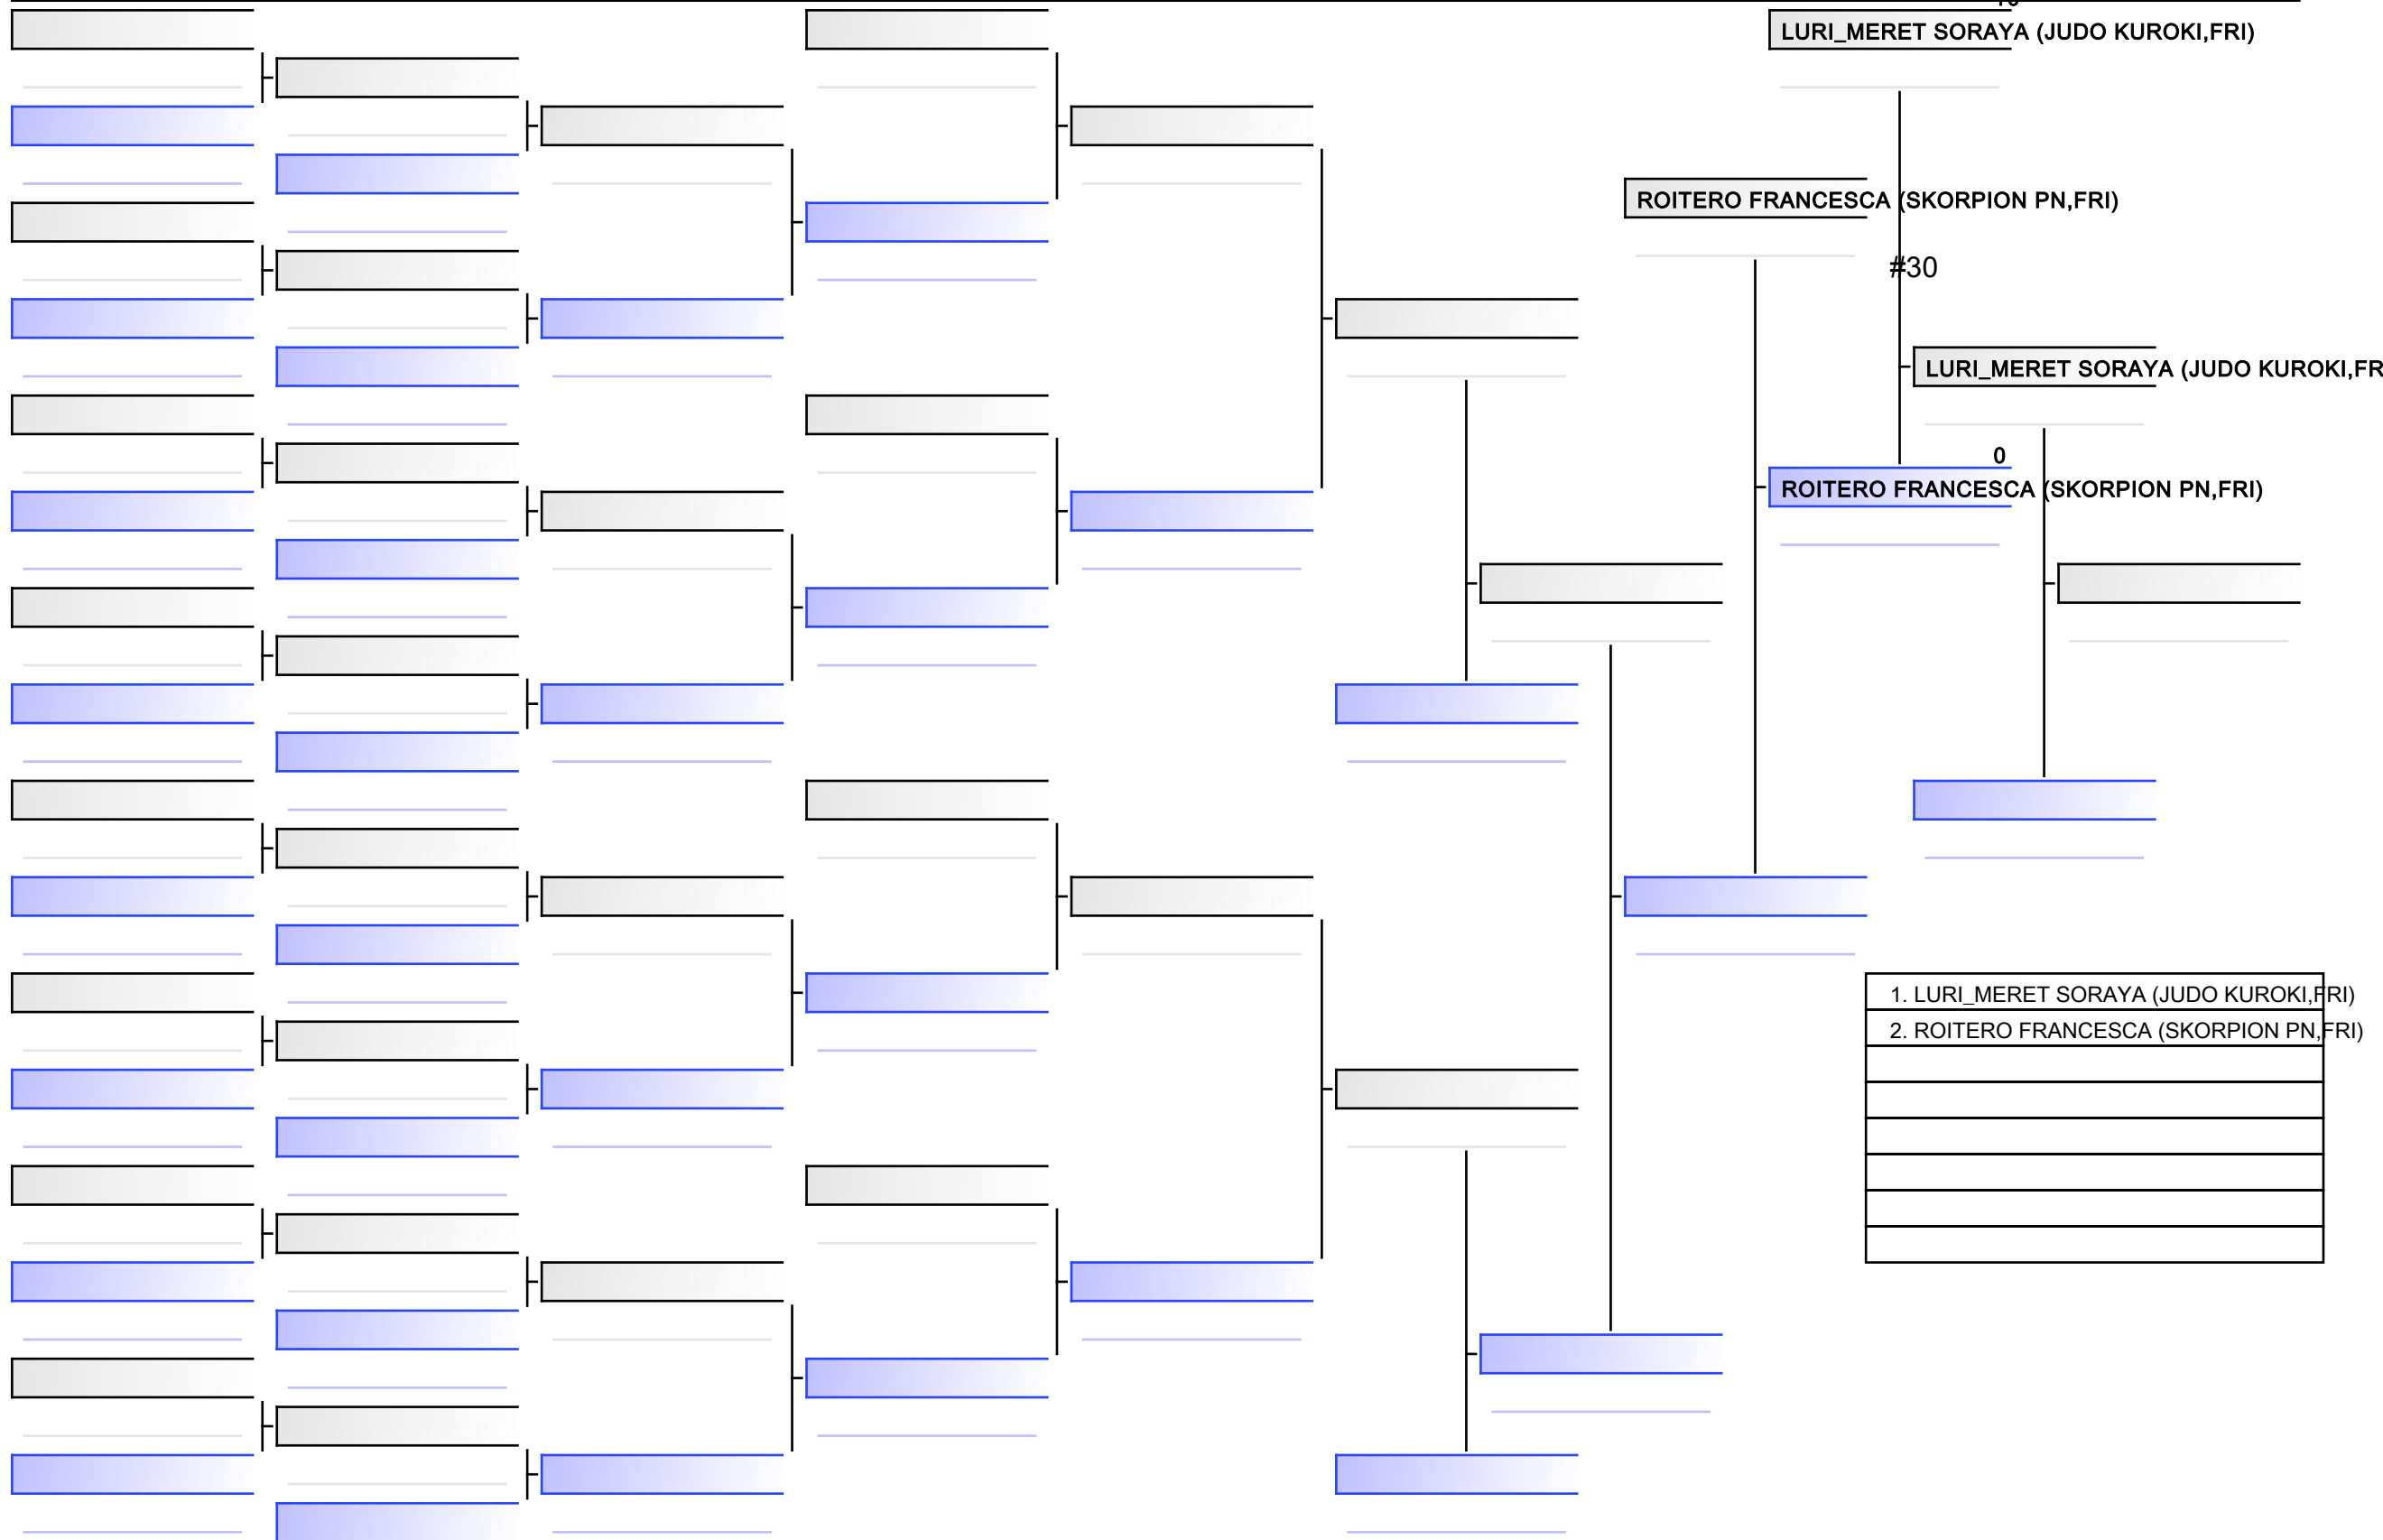 LURI_MERET SORAYA (JUDO KUROKI,FRI)
ROITERO FRANCESCA (SKORPION PN,FRI)
#30
LURI_MERET SORAYA (JUDO KUROKI,FR
0
ROITERO FRANCESCA (SKORPION PN,FRI)
1. LURI_MERET SORAYA (JUDO KUROKI,FRI)
2. ROITERO FRANCESCA (SKORPION PN,FRI)